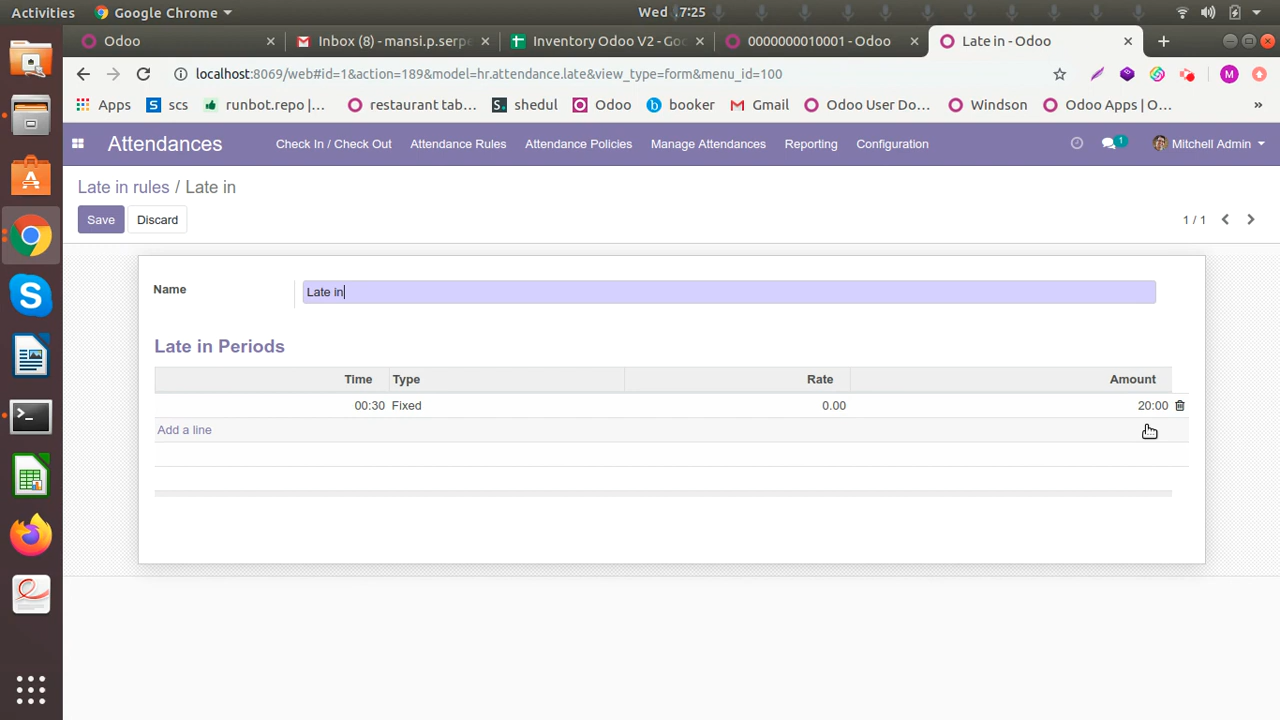 Activities Google Chrome Wed 17:25
Odoo Inbox (8) - mansi.p.serpe Inventory Odoo V2 - Goo 0000000010001 - Odoo Late in - Odoo
localhost:8069/web#id=1&action=189&model=hr.attendance.late&view_type=form&menu_id=100 M
Apps S scs runbot.repo |... restaurant tab... S. shedul Odoo b booker Gmail Odoo User Do... Windson Odoo Apps | O... »
Attendances Check In / Check Out Attendance Rules Attendance Policies Manage Attendances Reporting Configuration 1 Mitchell Admin
Late in rules / Late in
Save Discard 1 / 1
Name Late in
Late in Periods
Time Type Rate Amount
00:30 Fixed 0.00 20:00
Add a line